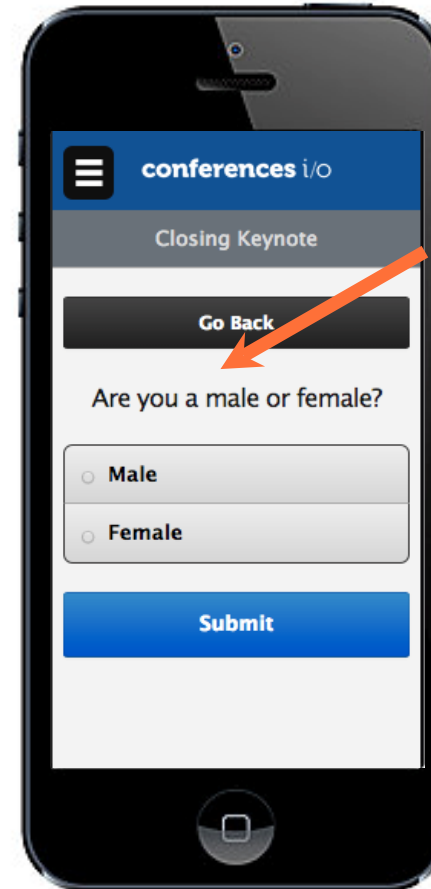 conferences i/o
Closing Keynote
Go Back
Are you a male or female?
Male
Female
Submit